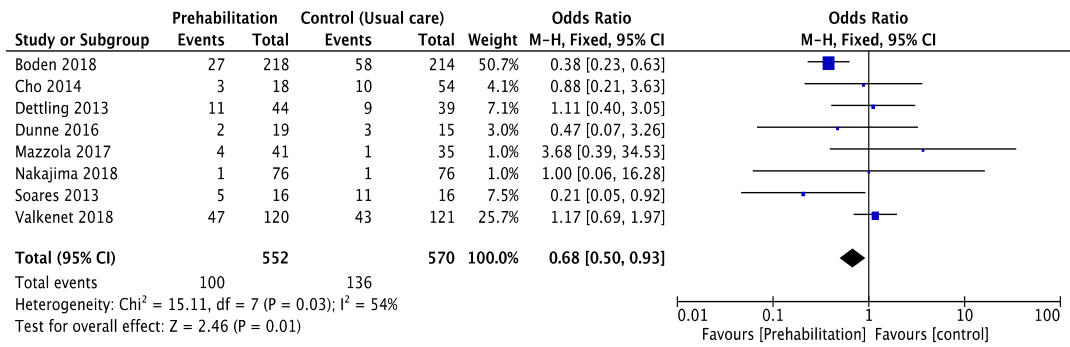 Prehabilitation Control (Usual care) Odds Ratio Odds Ratio
Study or Subgroup Events Total Events Total Weight M-H, Fixed, 95% CI M-H, Fixed, 95% CI
Boden 2018 27 218 58 214 50.7% 0.38 [0.23, 0.63]
Cho 2014 3 18 10 54 4.1% 0.88 [0.21, 3.63]
Dettling 2013 11 44 9 39 7.1% 1.11 [0.40, 3.05]
Dunne 2016 2 19 3 15 3.0% 0.47 [0.07, 3.26]
Mazzola 2017 4 41 1 35 1.0% 3.68 [0.39, 34.53]
Nakajima 2018 1 76 1 76 1.0% 1.00 [0.06, 16.28]
Soares 2013 5 16 11 16 7.5% 0.21 [0.05, 0.92]
Valkenet 2018 47 120 43 121 25.7% 1.17 [0.69, 1.97]
Total (95% CI) 552 570 100.0% 0.68 [0.50, 0.93]
Total events 100 136
Heterogeneity: Chi² = 15.11, df = 7 (P = 0.03); I² = 54%
Test for overall effect: Z = 2.46 (P = 0.01)
0.01 0.1 1 10 100
Favours [Prehabilitation] Favours [control]